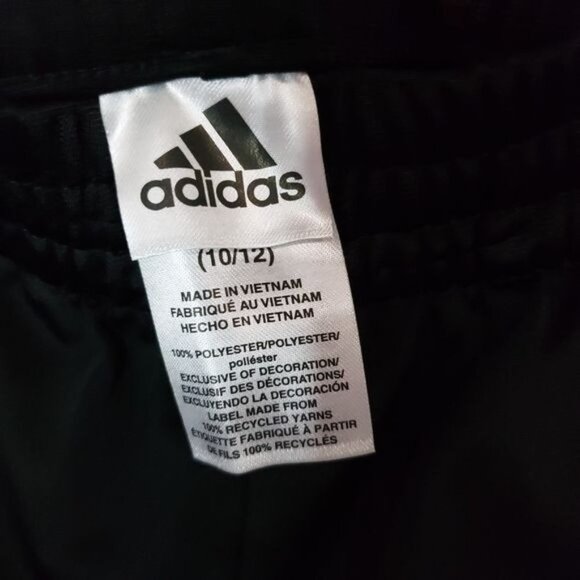 adidas
(10/12)
MADE IN VIETNAM
FABRIQUÉ AU VIETNAM
HECHO EN VIETNAM
100% POLYESTER/POLYESTER/
poliéster
EXCLUSIVE OF DECORATION/
EXCLUSIF DES DÉCORATIONS/
EXCLUYENDO LA DECORACIÓN
LABEL MADE FROM
100% RECYCLED YARNS
ÉTIQUETTE FABRIQUÉ À PARTIR
DE FILS 100% RECYCLÉS